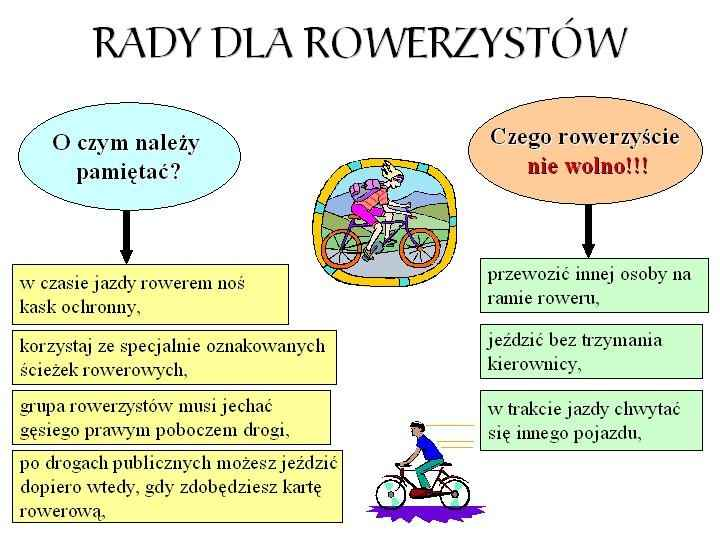 RADY DLA ROWERZYSTÓW
O czym należy
pamiętać?
w czasie jazdy rowerem noś
kask ochronny,
korzystaj ze specjalnie oznakowanych
ścieżek rowerowych,
grupa rowerzystów musi jechać
gęsiego prawym poboczem drogi,
po drogach publicznych możesz jeździć
dopiero wtedy, gdy zdobędziesz kartę
rowerową,
Czego rowerzyście
nie wolno!!!
przewozić innej osoby na
ramie roweru,
jeździć bez trzymania
kierownicy,
w trakcie jazdy chwytać
się innego pojazdu,